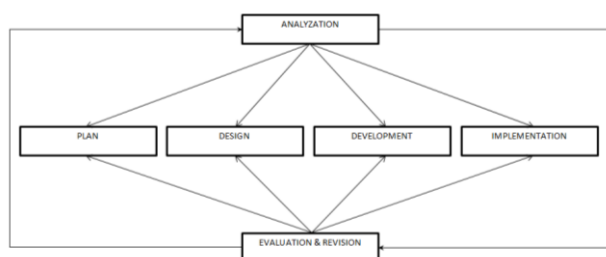 ANALYZATION
PLAN
DESIGN
DEVELOPMENT
IMPLEMENTATION
EVALUATION & REVISION